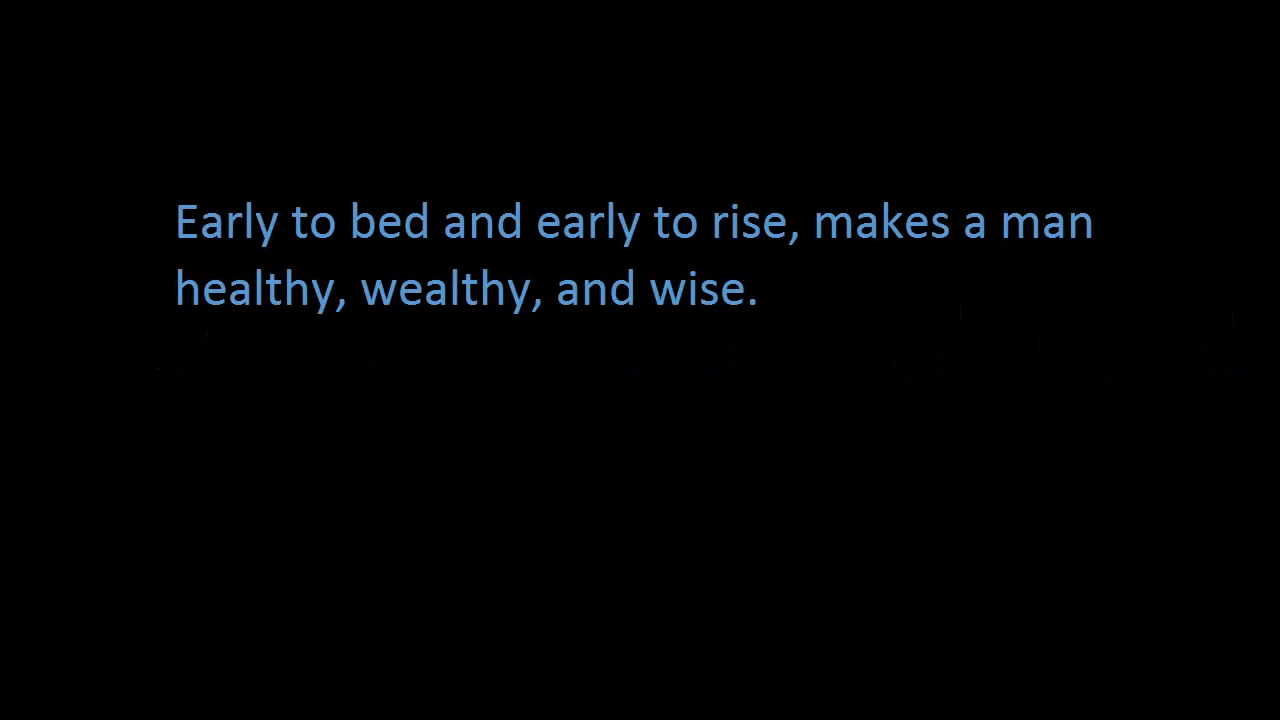 Early to bed and early to rise, makes a man
healthy, wealthy, and wise.